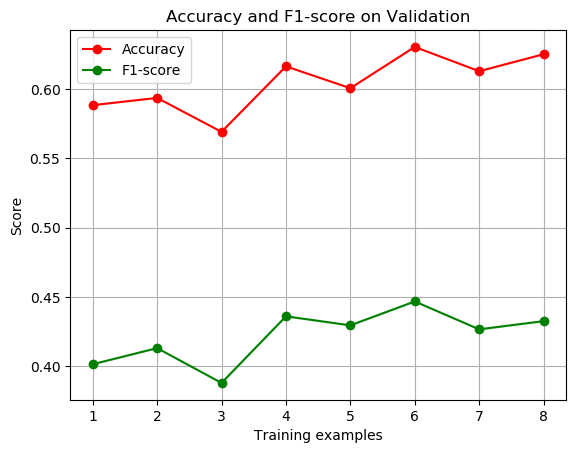 Accuracy and F1-score on Validation
Accuracy
F1-score
0.60
0.55
0.50
0.45
0.40
Score
1 2 3 4 5 6 7 8
Training examples